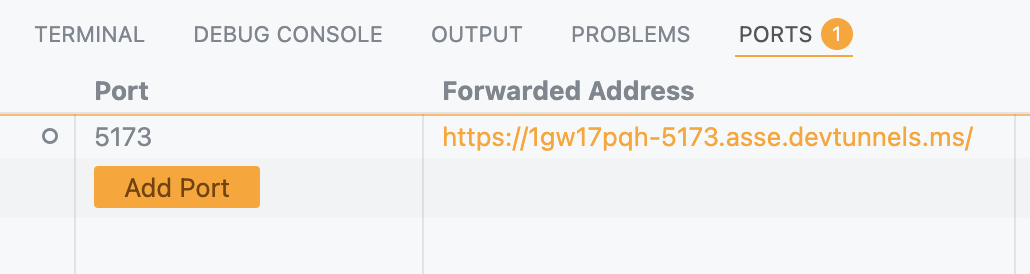 TERMINAL DEBUG CONSOLE OUTPUT PROBLEMS PORTS 1
Port Forwarded Address
5173 https://1gw17pqh-5173.asse.devtunnels.ms/
Add Port